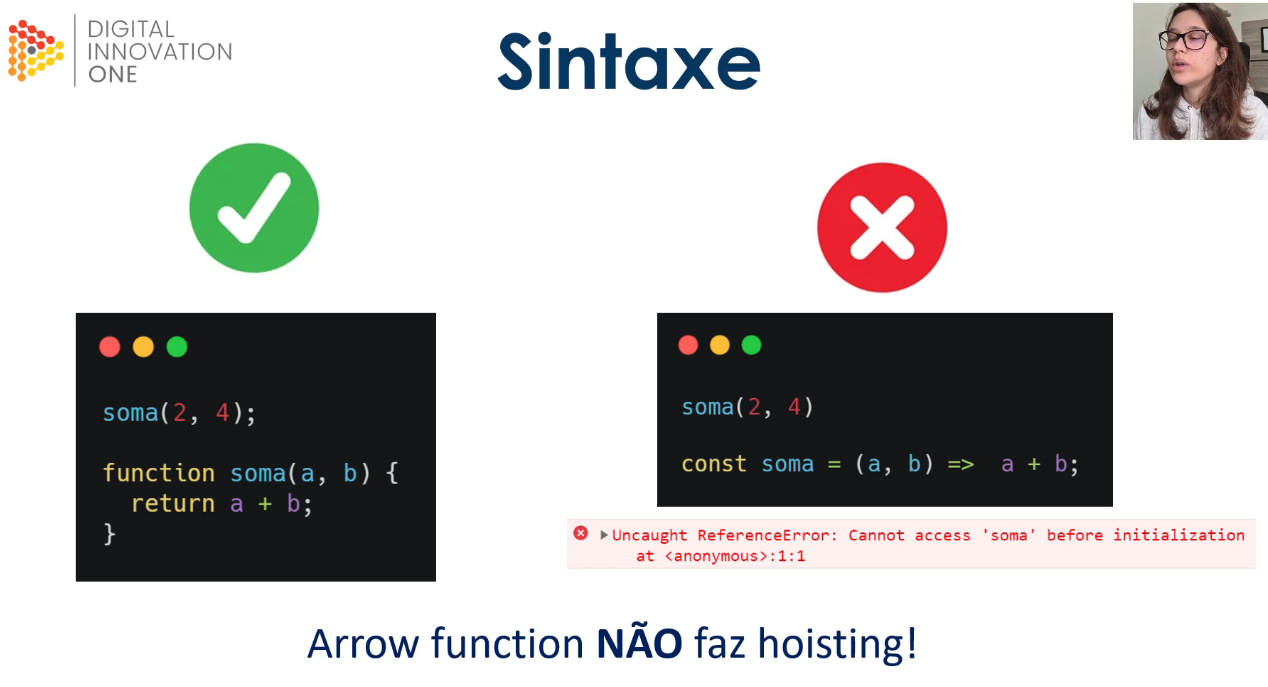 DIGITAL
INNOVATION
ONE
Sintaxe
soma(2, 4);
function soma(a, b) {
return a + b;
}
soma(2, 4)
const soma = (a, b) => a + b;
Uncaught ReferenceError: Cannot access 'soma' before initialization
at <anonymous>:1:1
Arrow function NÃO faz hoisting!